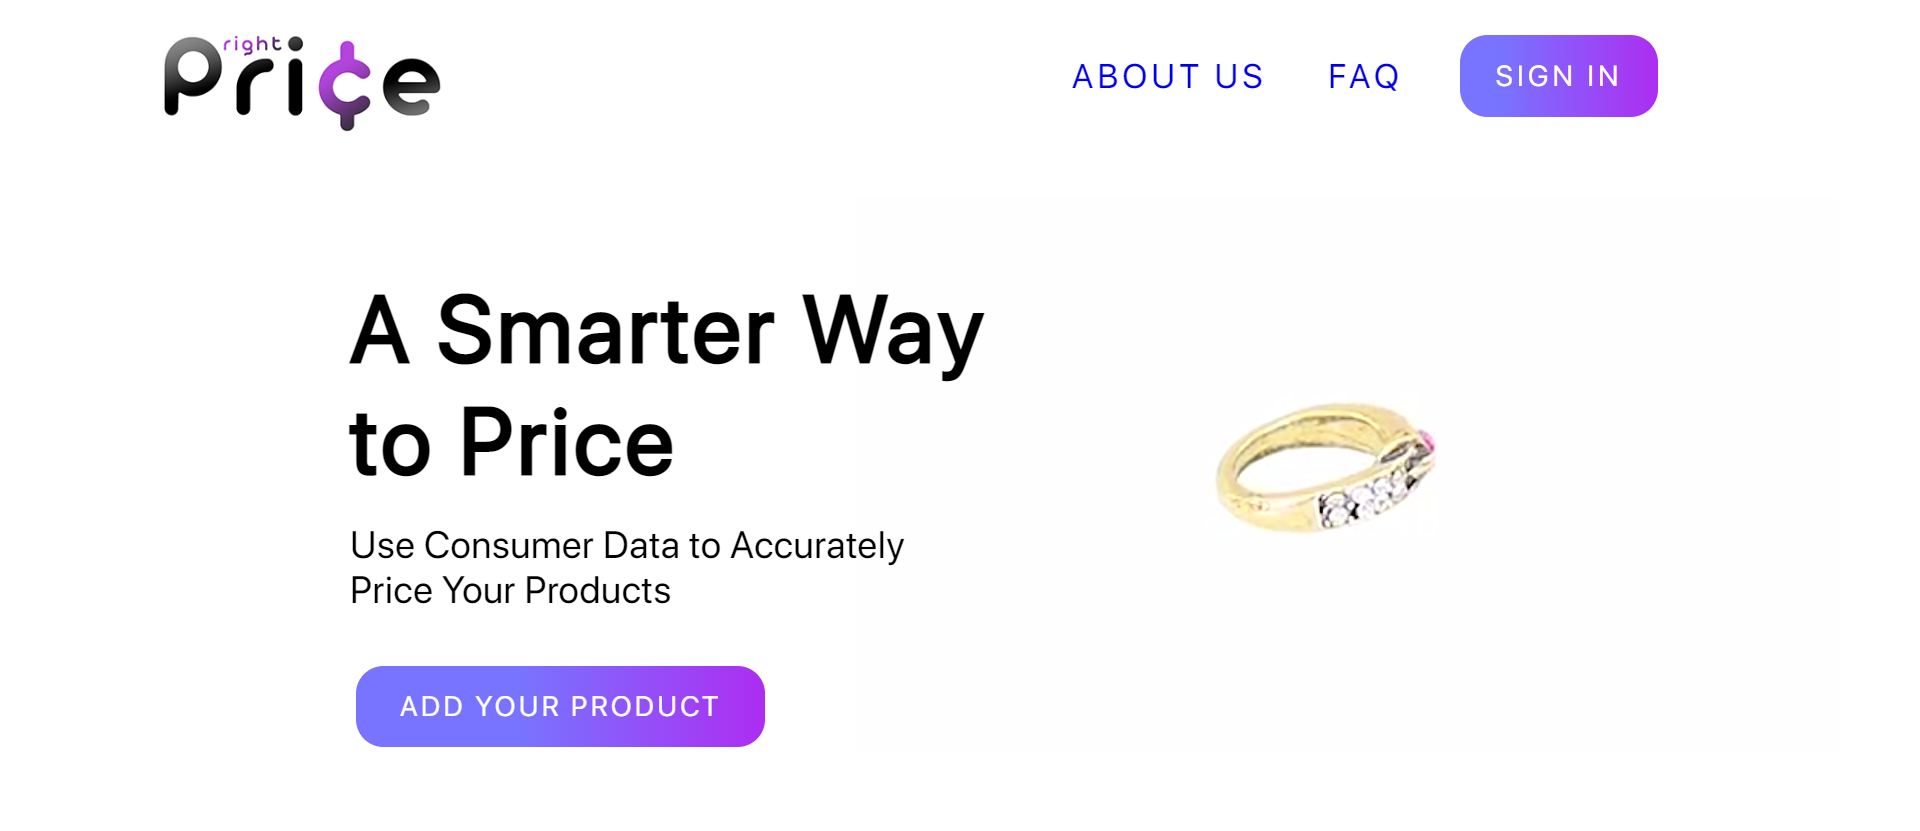 right
Pri¢e
ABOUT US
FAQ
SIGN IN
A Smarter Way
to Price
Use Consumer Data to Accurately
Price Your Products
ADD YOUR PRODUCT